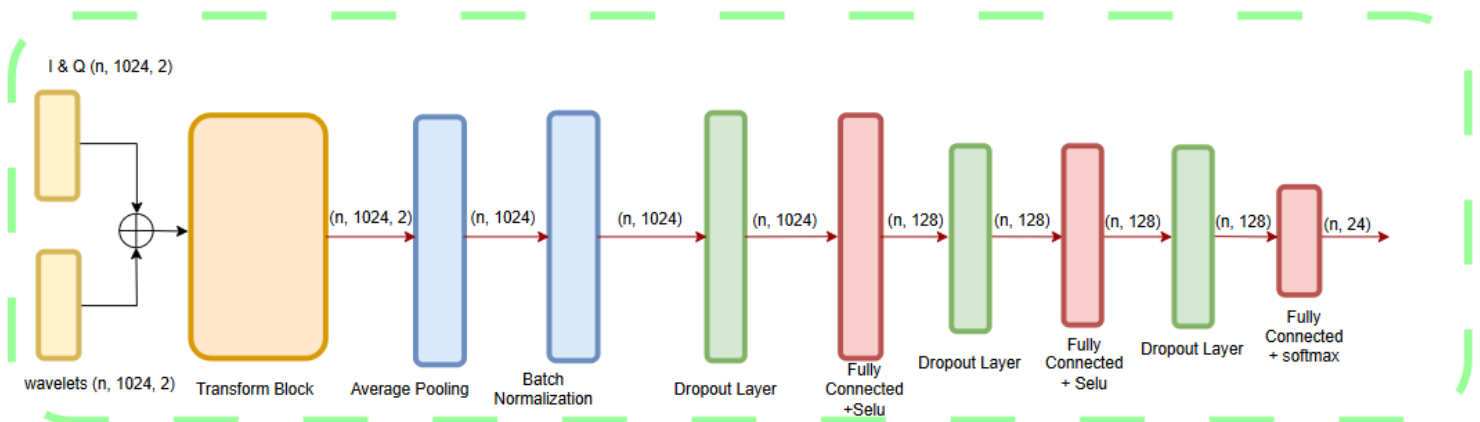 I & Q (n, 1024, 2)
wavelets (n, 1024, 2)
Transform Block
(n, 1024, 2)
Average Pooling
(n, 1024)
Batch
Normalization
(n, 1024)
Dropout Layer
(n, 1024)
Fully
Connected
+Selu
(n, 128)
Dropout Layer
(n, 128)
Fully
Connected
+ Selu
(n, 128)
Dropout Layer
(n, 128)
Fully
Connected
+ softmax
(n, 24)